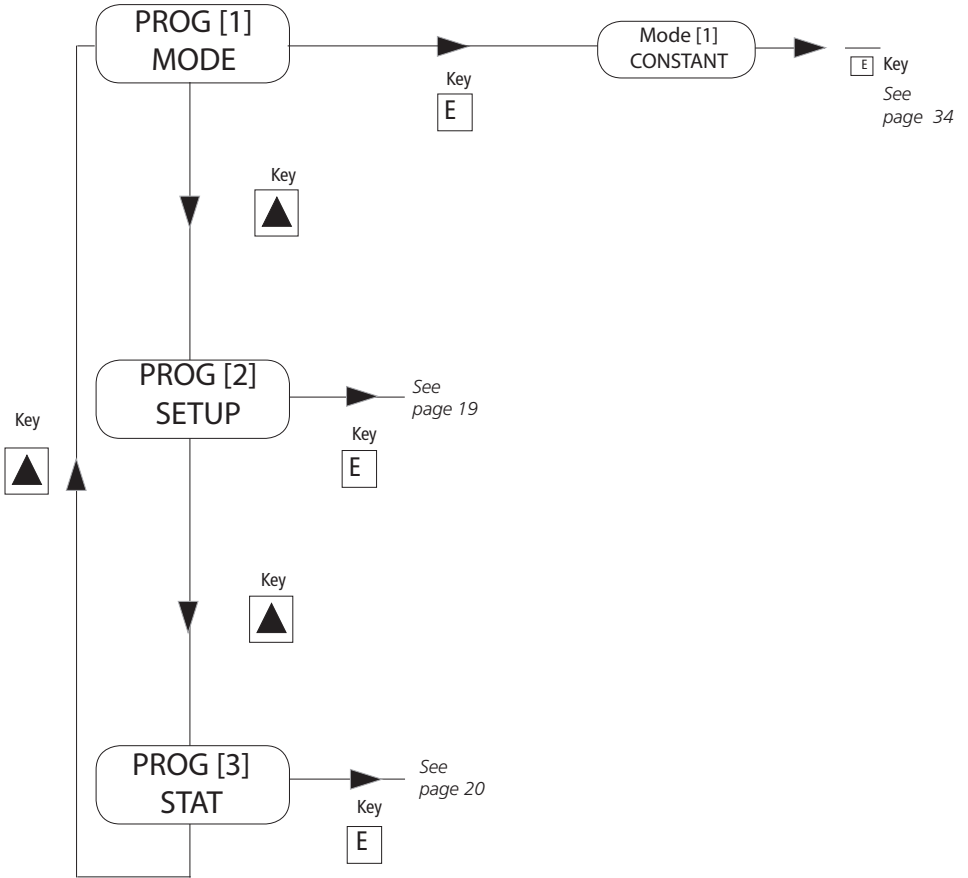 PROG [1]
MODE
Key
E
Mode [1]
CONSTANT
E Key
See
page 34
Key
PROG [2]
SETUP
See
page 19
Key
E
Key
Key
PROG [3]
STAT
See
page 20
Key
E